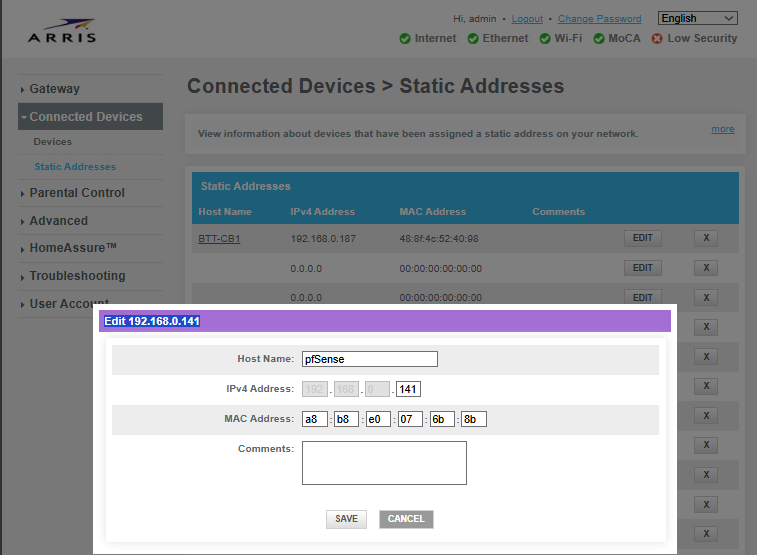 ARRIS
Hi, admin • Logout • Change Password English
Internet Ethernet Wi-Fi MoCA Low Security
Gateway
Connected Devices
Devices
Static Addresses
Parental Control
Advanced
HomeAssure™
Troubleshooting
User Account
Connected Devices > Static Addresses
View information about devices that have been assigned a static address on your network. more
Static Addresses
Host Name IPv4 Address MAC Address Comments
BTT-CB1 192.168.0.187 48:8f:4c:52:40:98 EDIT X
0.0.0.0 00:00:00:00:00:00 EDIT X
0.0.0.0 00:00:00:00:00:00 EDIT X
X
X
X
X
X
X
X
X
Edit 192.168.0.141
Host Name: pfSense
IPv4 Address: 192 . 168 . 0 . 141
MAC Address: a8 : b8 : e0 : 07 : 6b : 8b
Comments:
SAVE CANCEL